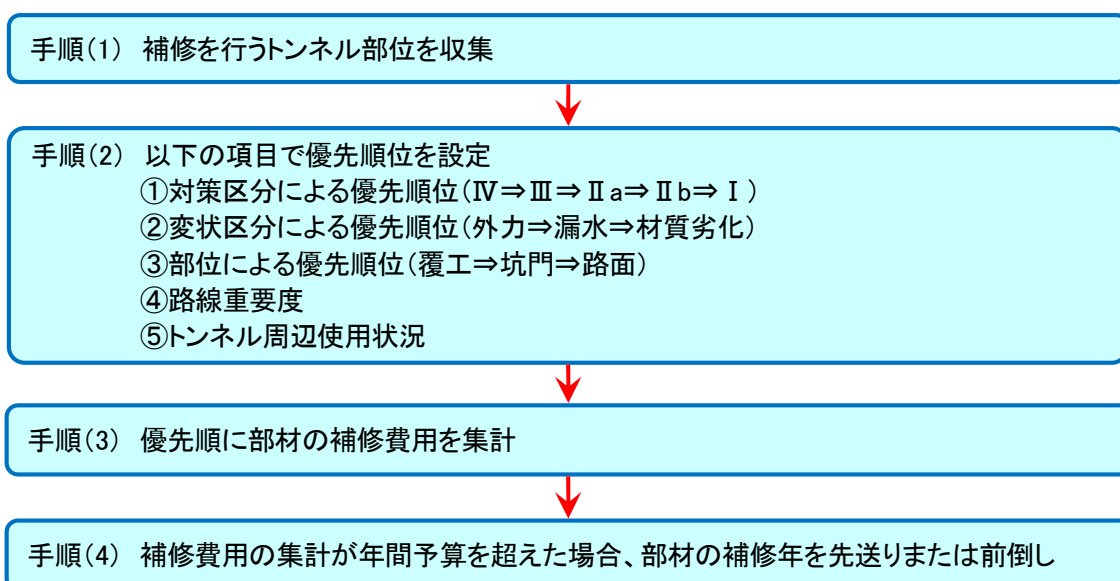 手順(1) 補修を行うトンネル部位を収集
手順(2) 以下の項目で優先順位を設定
①対策区分による優先順位(Ⅳ⇒Ⅲ⇒Ⅱa⇒Ⅱb⇒Ⅰ)
②変状区分による優先順位(外力⇒漏水⇒材質劣化)
③部位による優先順位(覆工⇒坑門⇒路面)
④路線重要度
⑤トンネル周辺使用状況
手順(3) 優先順に部材の補修費用を集計
手順(4) 補修費用の集計が年間予算を超えた場合、部材の補修年を先送りまたは前倒し